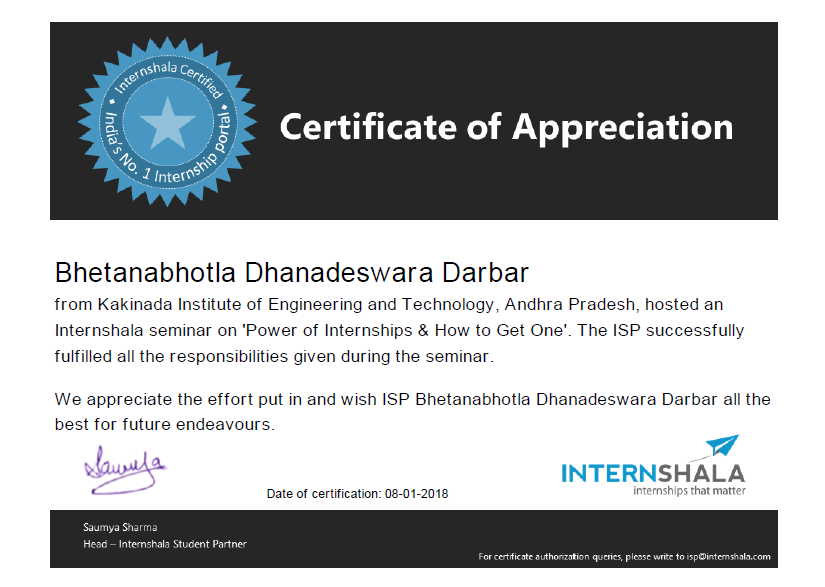 Internshala Certified
India's No. 1 Internship portal
Certificate of Appreciation
Bhetanabhotla Dhanadeswara Darbar
from Kakinada Institute of Engineering and Technology, Andhra Pradesh, hosted an
Internshala seminar on 'Power of Internships & How to Get One'. The ISP successfully
fulfilled all the responsibilities given during the seminar.
We appreciate the effort put in and wish ISP Bhetanabhotla Dhanadeswara Darbar all the
best for future endeavours.
Saumya
INTERNSHALA
internships that matter
Date of certification: 08-01-2018
Saumya Sharma
Head – Internshala Student Partner
For certificate authorization queries, please write to isp@internshala.com